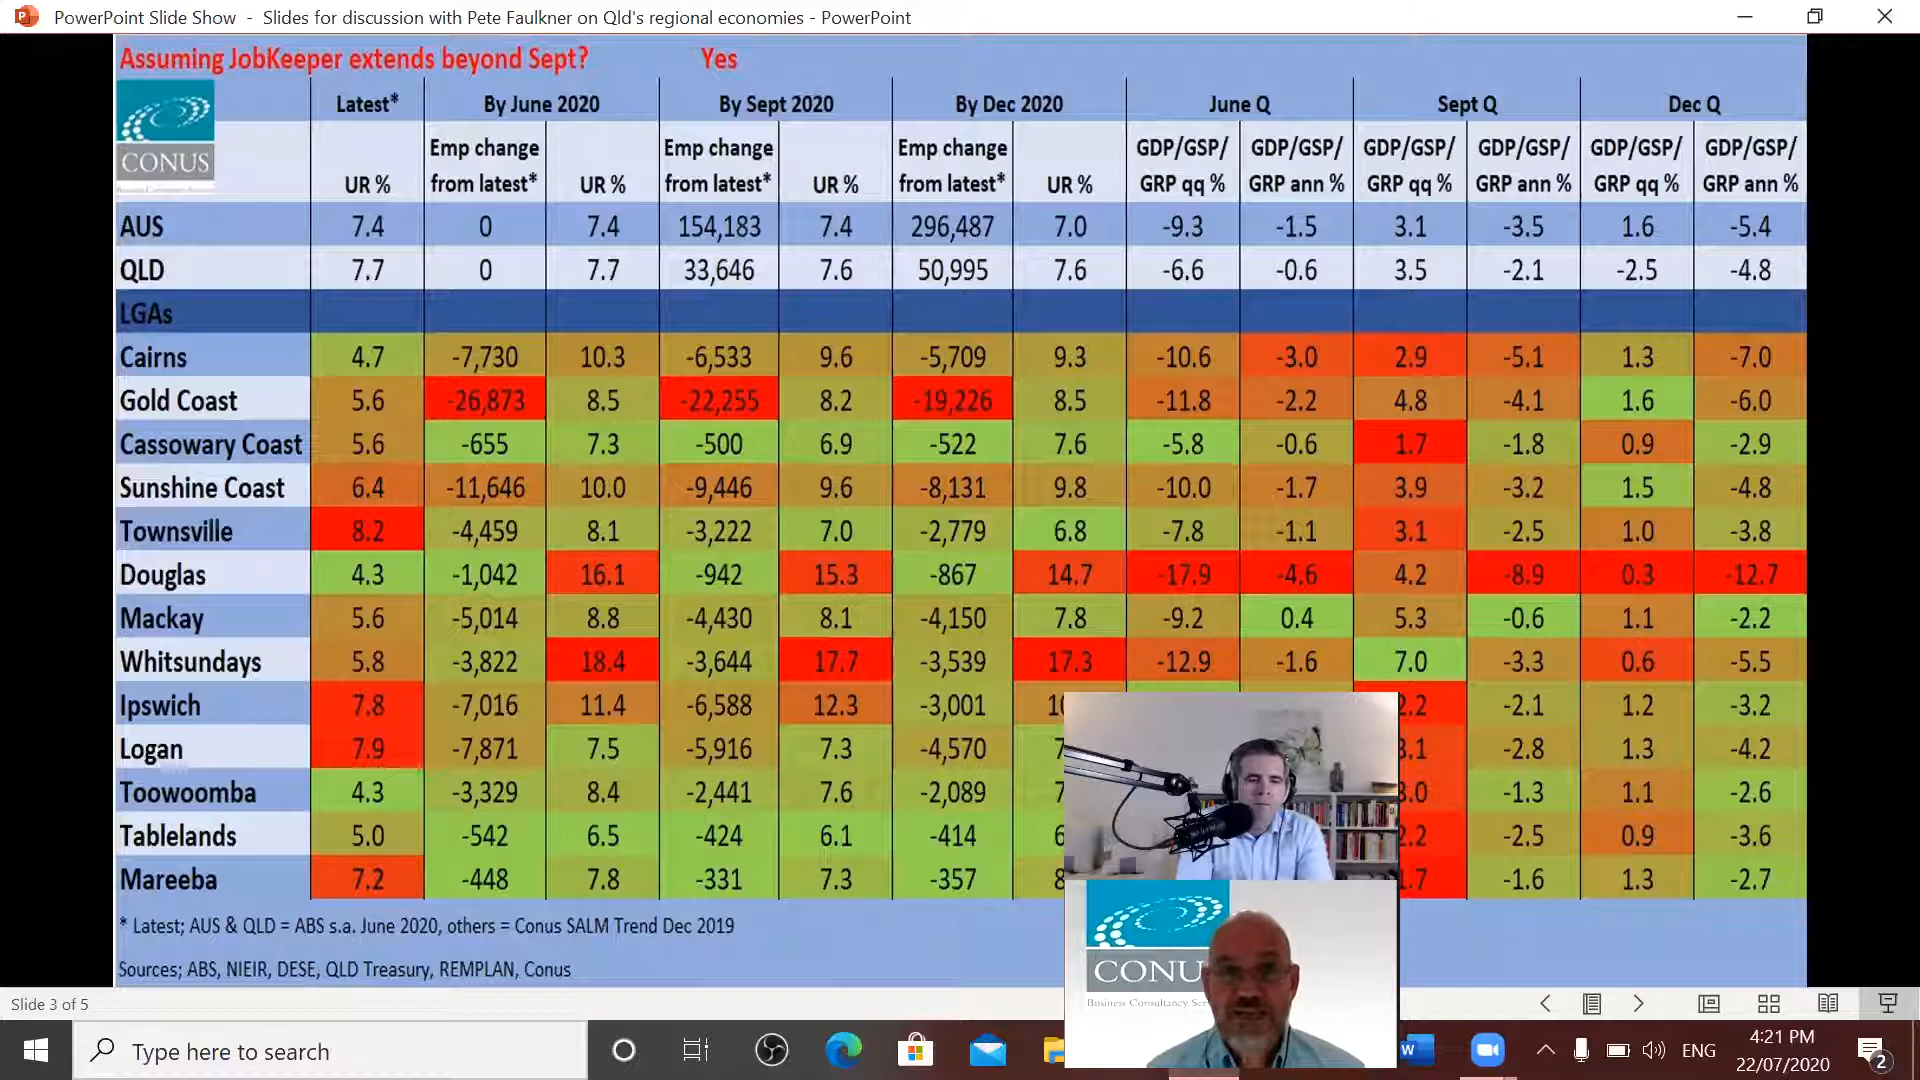 PowerPoint Slide Show - Slides for discussion with Pete Faulkner on Qld's regional economies - PowerPoint
Assuming JobKeeper extends beyond Sept? Yes
CONUS
Latest* By June 2020 By Sept 2020 By Dec 2020 June Q Sept Q Dec Q
UR % Emp change from latest* UR % Emp change from latest* UR % Emp change from latest* UR % GDP/GSP/ GRP qq % GDP/GSP/ GRP ann % GDP/GSP/ GRP qq % GDP/GSP/ GRP ann % GDP/GSP/ GRP qq % GDP/GSP/ GRP ann %
AUS 7.4 0 7.4 154,183 7.4 296,487 7.0 -9.3 -1.5 3.1 -3.5 1.6 -5.4
QLD 7.7 0 7.7 33,646 7.6 50,995 7.6 -6.6 -0.6 3.5 -2.1 -2.5 -4.8
LGAs
Cairns 4.7 -7,730 10.3 -6,533 9.6 -5,709 9.3 -10.6 -3.0 2.9 -5.1 1.3 -7.0
Gold Coast 5.6 -26,873 8.5 -22,255 8.2 -19,226 8.5 -11.8 -2.2 4.8 -4.1 1.6 -6.0
Cassowary Coast 5.6 -655 7.3 -500 6.9 -522 7.6 -5.8 -0.6 1.7 -1.8 0.9 -2.9
Sunshine Coast 6.4 -11,646 10.0 -9,446 9.6 -8,131 9.8 -10.0 -1.7 3.9 -3.2 1.5 -4.8
Townsville 8.2 -4,459 8.1 -3,222 7.0 -2,779 6.8 -7.8 -1.1 3.1 -2.5 1.0 -3.8
Douglas 4.3 -1,042 16.1 -942 15.3 -867 14.7 -17.9 -4.6 4.2 -8.9 0.3 -12.7
Mackay 5.6 -5,014 8.8 -4,430 8.1 -4,150 7.8 -9.2 0.4 5.3 -0.6 1.1 -2.2
Whitsundays 5.8 -3,822 18.4 -3,644 17.7 -3,539 17.3 -12.9 -1.6 7.0 -3.3 0.6 -5.5
Ipswich 7.8 -7,016 11.4 -6,588 12.3 -3,001 -2.1 1.2 -3.2
Logan 7.9 -7,871 7.5 -5,916 7.3 -4,570 -2.8 1.3 -4.2
Toowoomba 4.3 -3,329 8.4 -2,441 7.6 -2,089 -1.3 1.1 -2.6
Tablelands 5.0 -542 6.5 -424 6.1 -414 -2.5 0.9 -3.6
Mareeba 7.2 -448 7.8 -331 7.3 -357 -1.6 1.3 -2.7
* Latest; AUS & QLD = ABS s.a. June 2020, others = Conus SALM Trend Dec 2019
Sources; ABS, NIEIR, DESE, QLD Treasury, REMPLAN, Conus
CONU
Business Consultancy
Slide 3 of 5
Type here to search
W
ENG
4:21 PM
22/07/2020
2